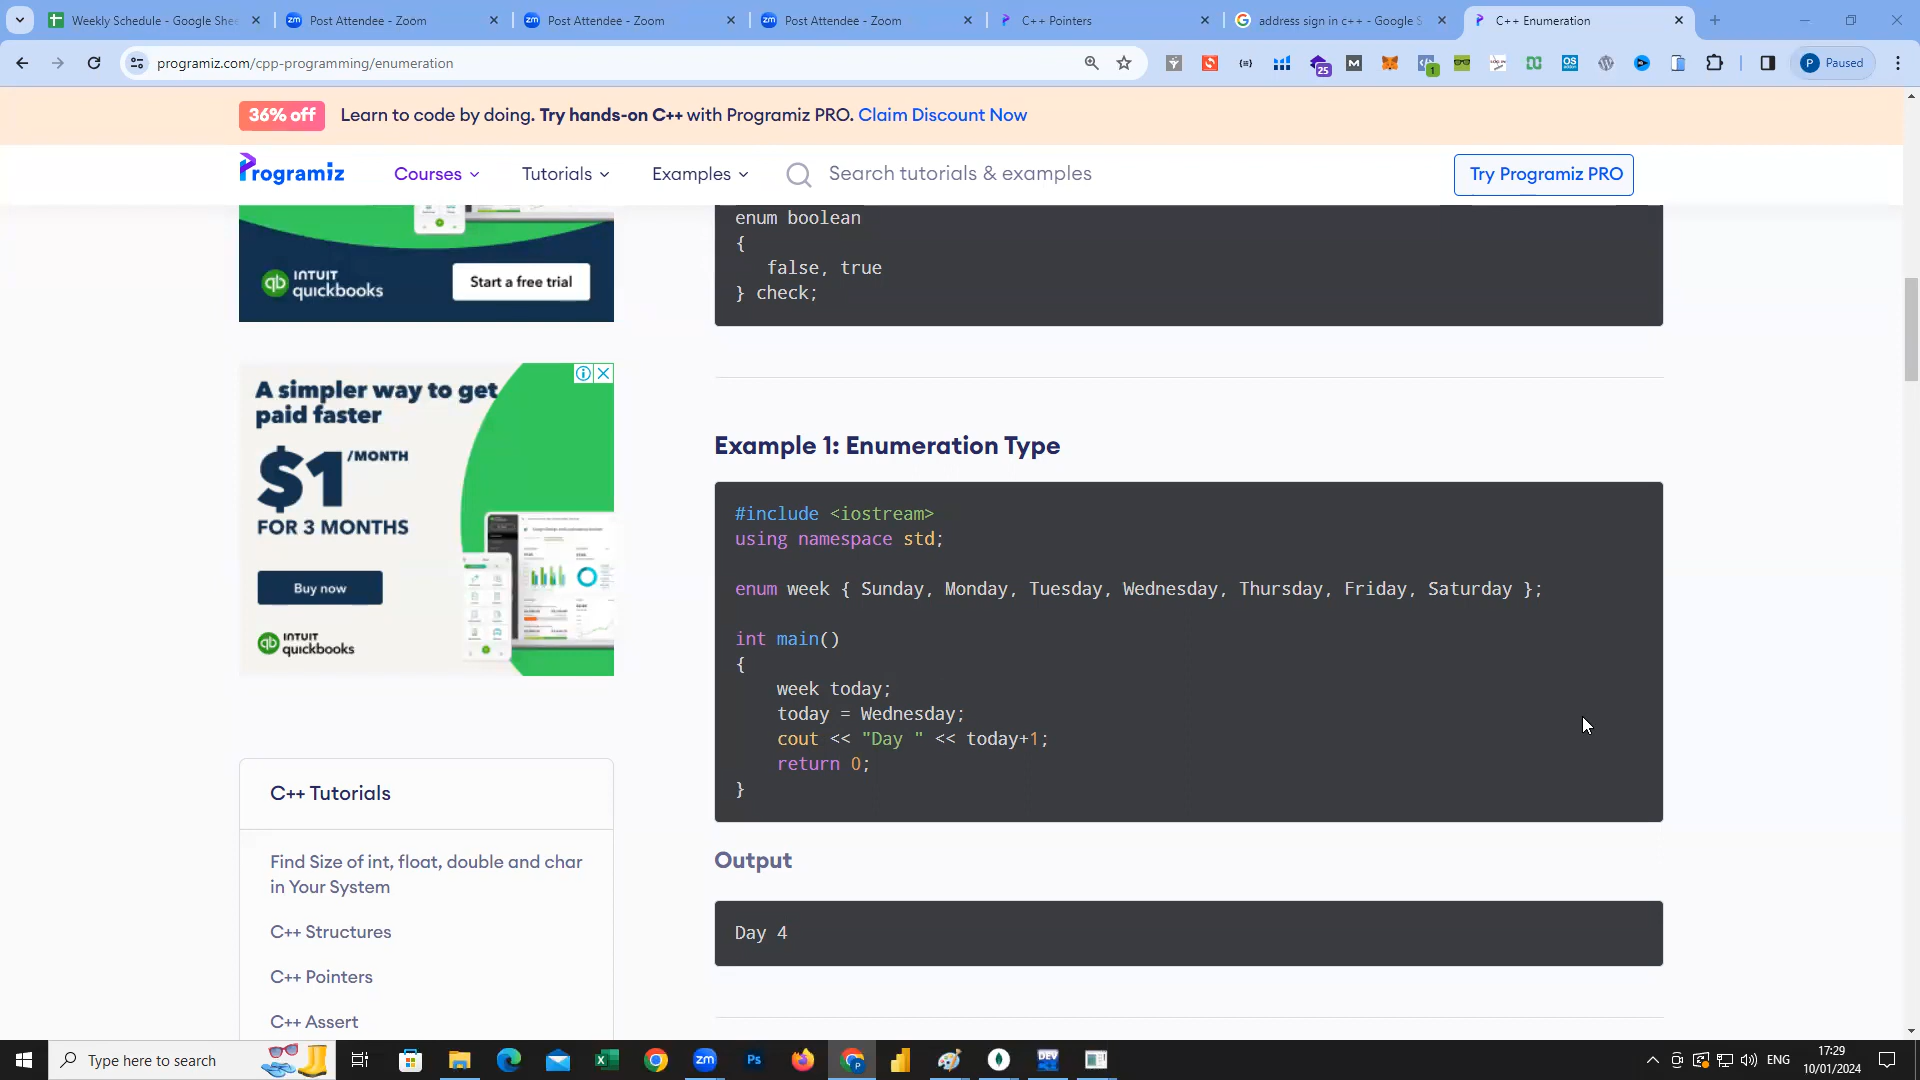 Weekly Schedule - Google Shee
Post Attendee - Zoom
Post Attendee - Zoom
Post Attendee - Zoom
C++ Pointers
address sign in c++ - Google S
C++ Enumeration
programiz.com/cpp-programming/enumeration
25
1
P Paused
36% off
Learn to code by doing. Try hands-on C++ with Programiz PRO. Claim Discount Now
Programiz
Courses
Tutorials
Examples
Search tutorials & examples
Try Programiz PRO
INTUIT
quickbooks
Start a free trial
A simpler way to get
paid faster
$1 /MONTH
FOR 3 MONTHS
Buy now
INTUIT
quickbooks
C++ Tutorials
Find Size of int, float, double and char
in Your System
C++ Structures
C++ Pointers
C++ Assert
enum boolean
{
false, true
} check;
Example 1: Enumeration Type
#include <iostream>
using namespace std;
enum week { Sunday, Monday, Tuesday, Wednesday, Thursday, Friday, Saturday };
int main()
{
week today;
today = Wednesday;
cout << "Day " << today+1;
return 0;
}
Output
Day 4
Type here to search
ENG
17:29
10/01/2024